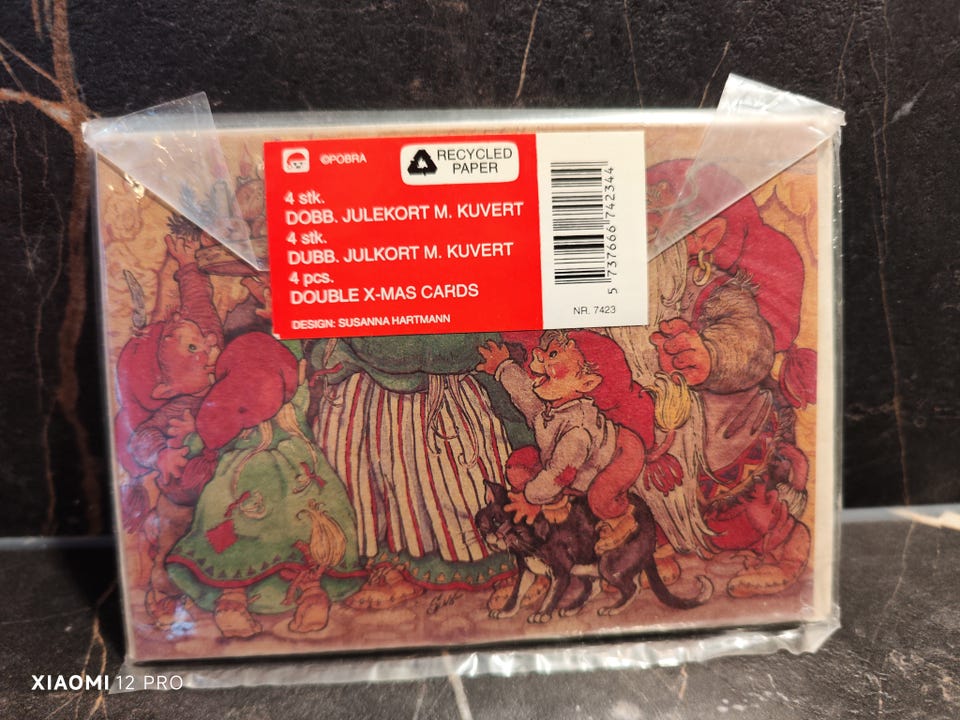 ©POBRA
RECYCLED
PAPER
4 stk.
DOBB. JULEKORT M. KUVERT
4 stk.
DUBB. JULKORT M. KUVERT
4 pcs.
DOUBLE X-MAS CARDS
DESIGN: SUSANNA HARTMANN
5 737666 742344
NR. 7423
XIAOMI 12 PRO